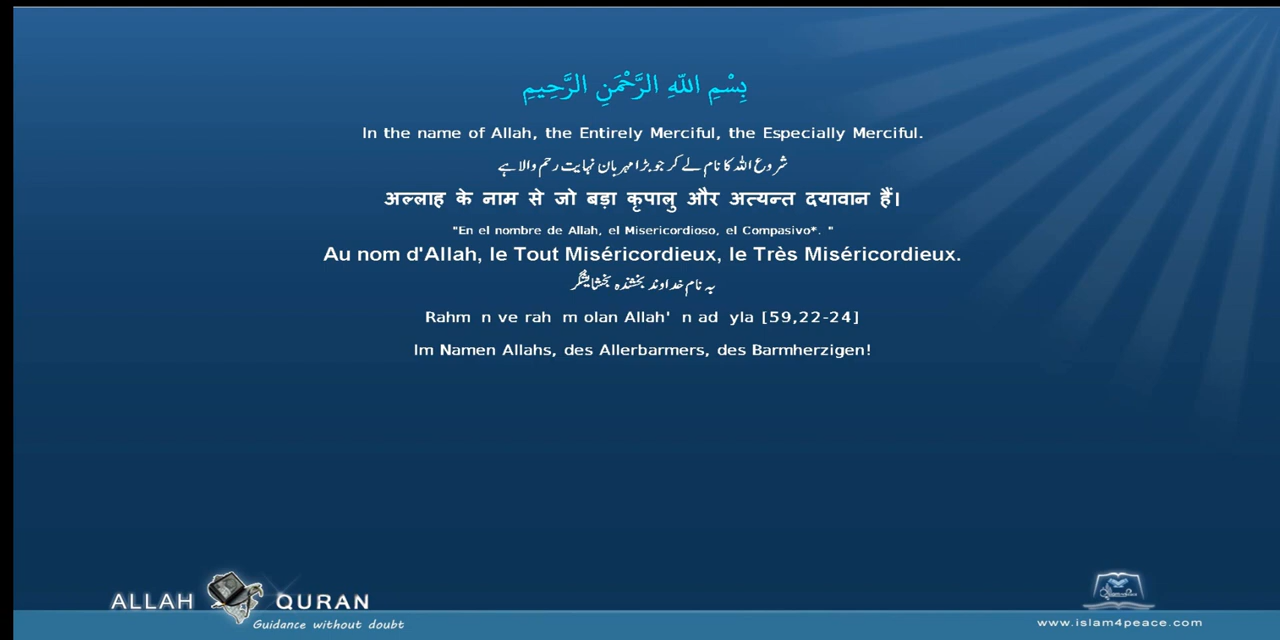 بِسْمِ اللّهِ الرَّحْمَنِ الرَّحِيمِ
In the name of Allah, the Entirely Merciful, the Especially Merciful.
شروع اللہ کا نام لے کر جو بڑا مہربان نہایت رحم والا ہے
अल्लाह के नाम से जो बड़ा कृपालु और अत्यन्त दयावान हैं।
"En el nombre de Allah, el Misericordioso, el Compasivo*. "
Au nom d'Allah, le Tout Miséricordieux, le Très Miséricordieux.
به نام خداوند بخشنده بخشایشگر
Rahm n ve rah m olan Allah' n ad yla [59,22-24]
Im Namen Allahs, des Allerbarmers, des Barmherzigen!
ALLAH QURAN
Guidance without doubt
www.islam4peace.com